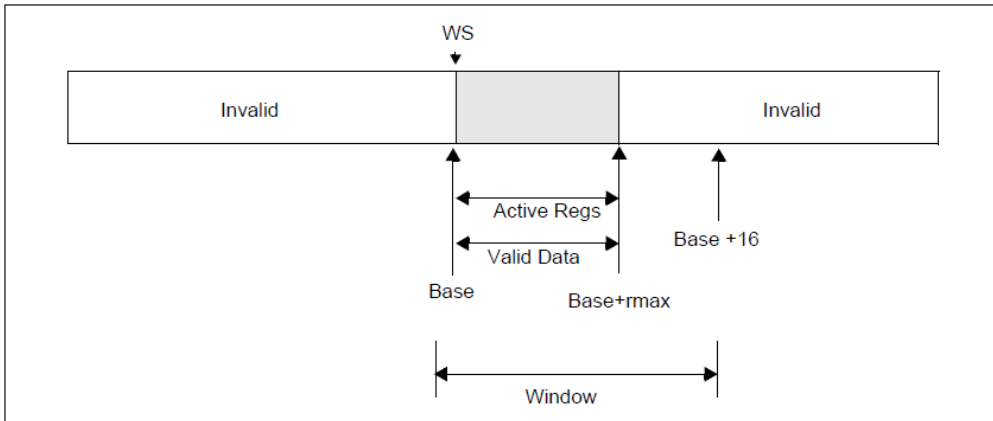 WS
Invalid
Invalid
Active Regs
Base +16
Valid Data
Base
Base+rmax
Window